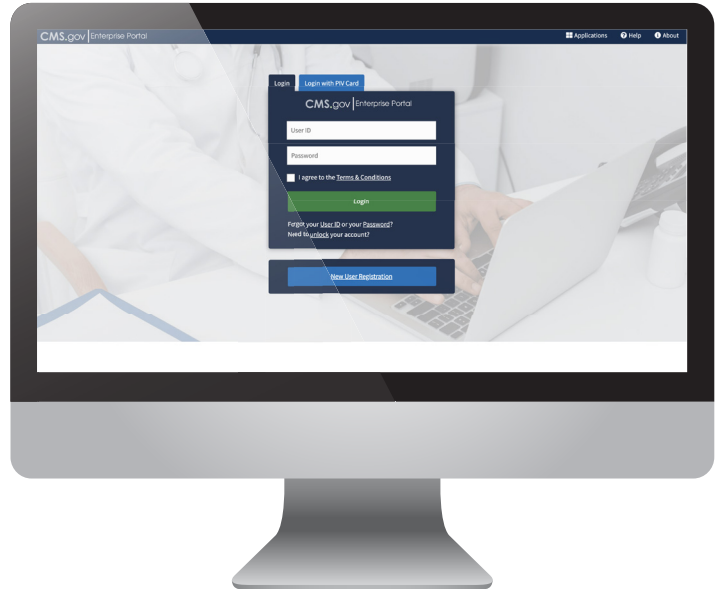 CMS.gov | Enterprise Portal
Applications
Help
About
Login
Login with PIV Card
CMS.gov | Enterprise Portal
User ID
Password
I agree to the Terms & Conditions
Login
Forgot your User ID or your Password?
Need to unlock your account?
New User Registration